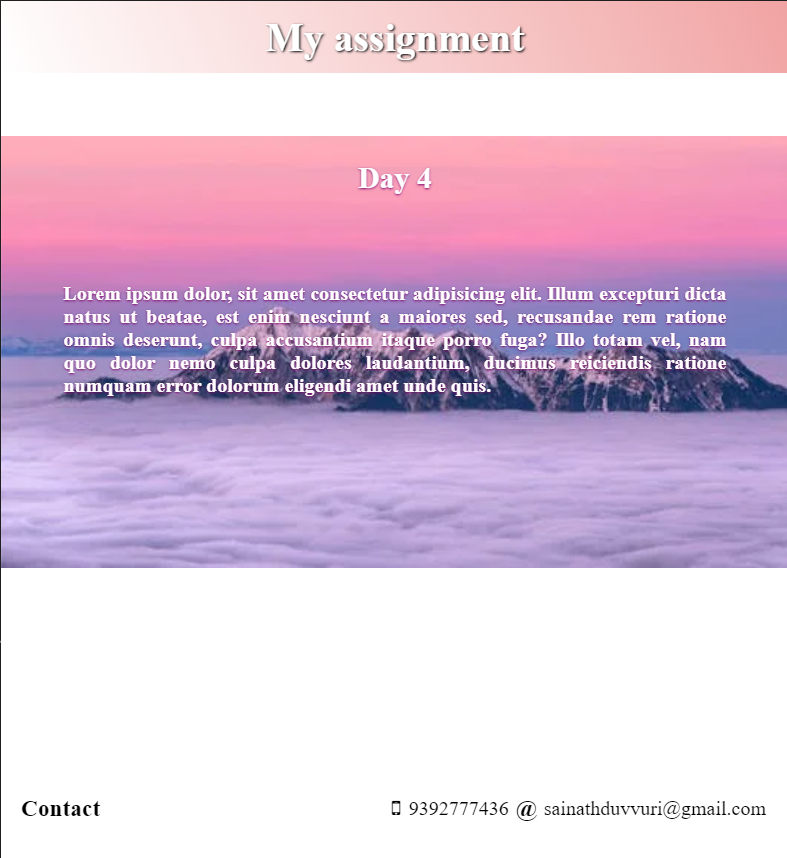 My assignment
Day 4
Lorem ipsum dolor, sit amet consectetur adipisicing elit. Illum excepturi dicta
natus ut beatae, est enim nesciunt a maiores sed, recusandae rem ratione
omnis deserunt, culpa accusantium itaque porro fuga? Illo totam vel, nam
quo dolor nemo culpa dolores laudantium, ducimus reiciendis ratione
numquam error dolorum eligendi amet unde quis.
Contact 9392777436 @ sainathduvvuri@gmail.com